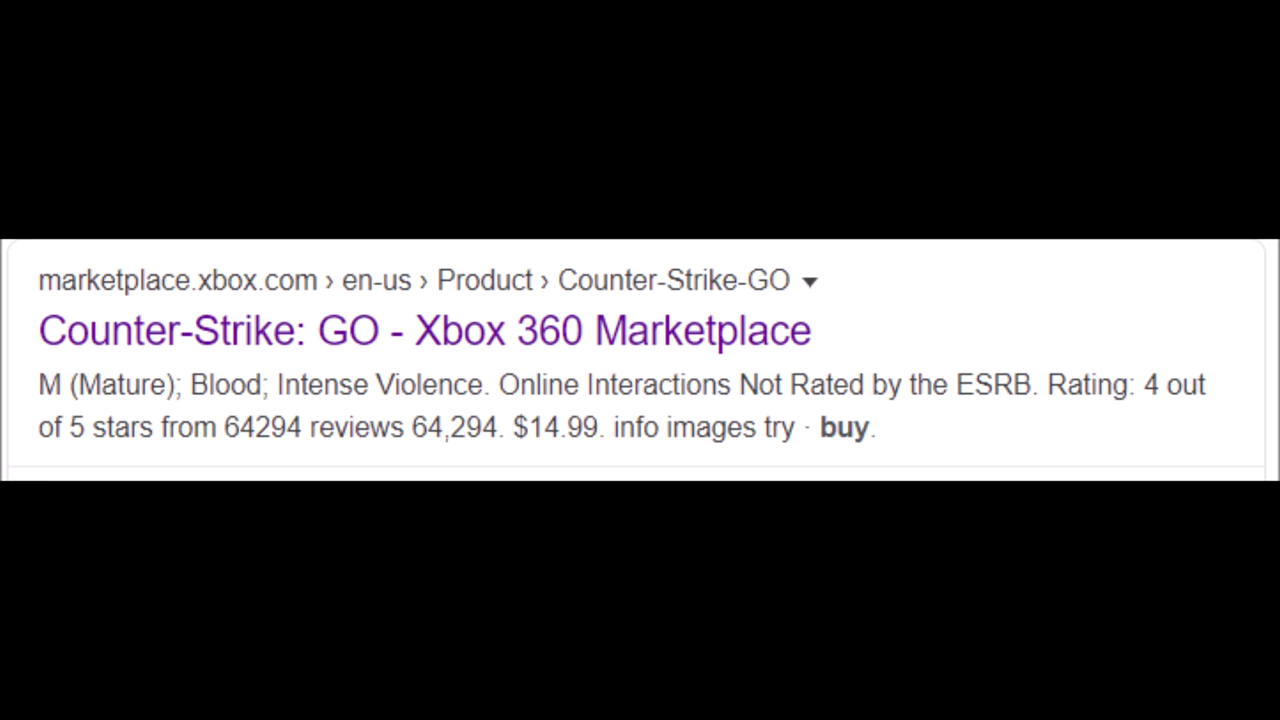 marketplace.xbox.com › en-us › Product › Counter-Strike-GO
Counter-Strike: GO - Xbox 360 Marketplace
M (Mature); Blood; Intense Violence. Online Interactions Not Rated by the ESRB. Rating: 4 out
of 5 stars from 64294 reviews 64,294. $14.99. info images try · buy.